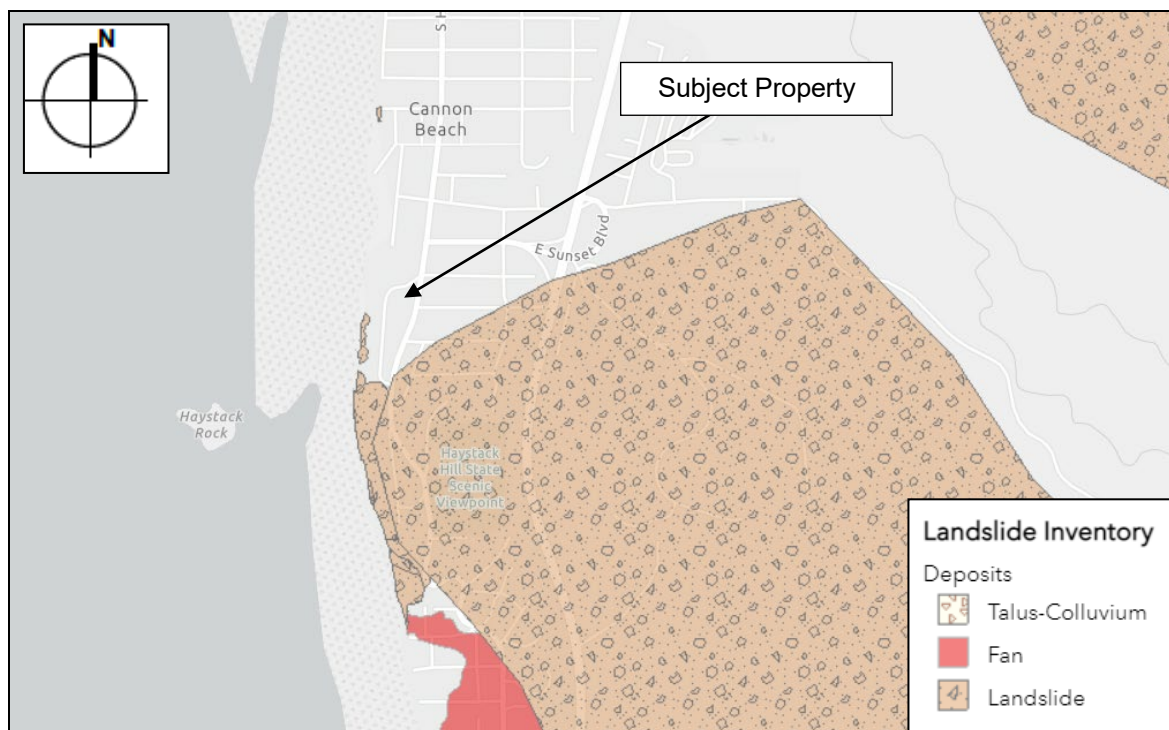 N
S H
Subject Property
Cannon
Beach
E Sunset Blvd
Haystack
Rock
Haystack
Hill State
Scenic
Viewpoint
Landslide Inventory
Deposits
Talus-Colluvium
Fan
Landslide